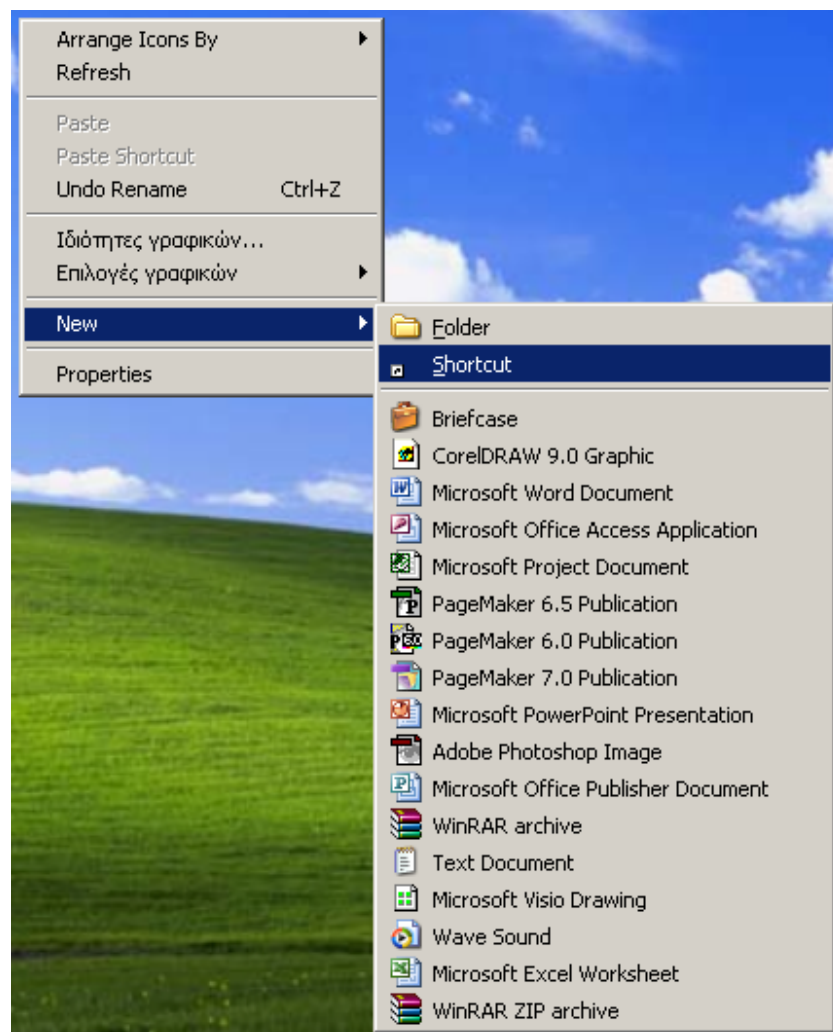 Arrange Icons By
Refresh
Paste
Paste Shortcut
Undo Rename Ctrl+Z
Ιδιότητες γραφικών...
Επιλογές γραφικών
New
Properties
Folder
Shortcut
Briefcase
CorelDRAW 9.0 Graphic
Microsoft Word Document
Microsoft Office Access Application
Microsoft Project Document
PageMaker 6.5 Publication
PageMaker 6.0 Publication
PageMaker 7.0 Publication
Microsoft PowerPoint Presentation
Adobe Photoshop Image
Microsoft Office Publisher Document
WinRAR archive
Text Document
Microsoft Visio Drawing
Wave Sound
Microsoft Excel Worksheet
WinRAR ZIP archive